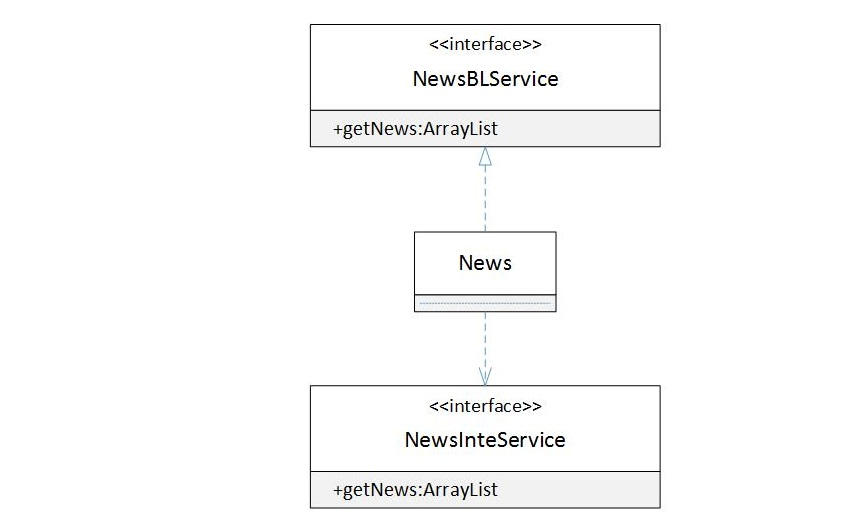 <<interface>>
NewsBLService
+getNews:ArrayList
News
<<interface>>
NewsInteService
+getNews:ArrayList